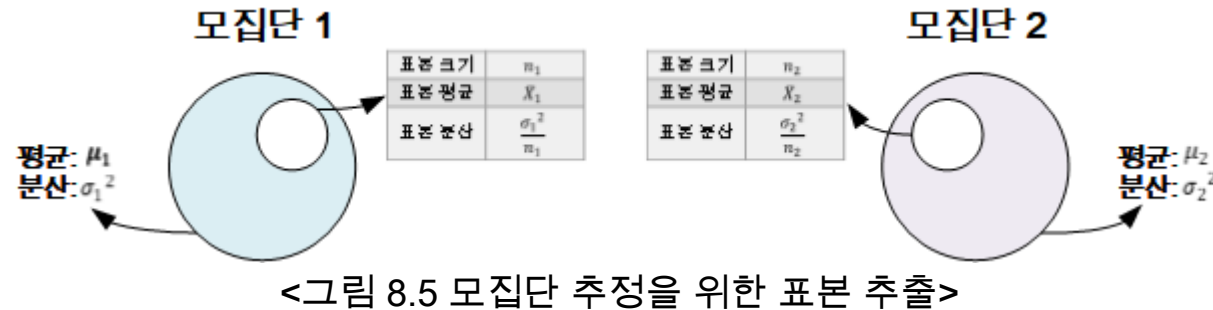 모집단 1
모집단 2
표본 크기 n₁
표본 평균 X₁
표본 분산 σ₁²/n₁
표본 크기 n₂
표본 평균 X₂
표본 분산 σ₂²/n₂
평균: μ₁
분산: σ₁²
평균: μ₂
분산: σ₂²
<그림 8.5 모집단 추정을 위한 표본 추출>